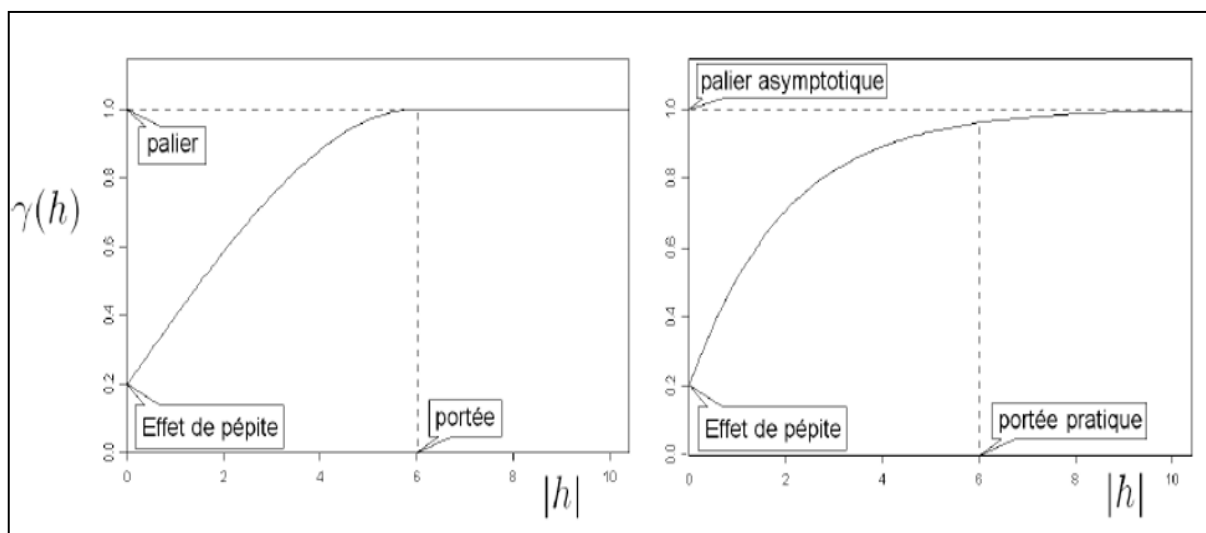 γ(h)
1.0
0.8
0.6
0.4
0.2
0.0
palier
Effet de pépite
portée
0 2 4 6 8 10
|h|
palier asymptotique
1.0
0.8
0.6
0.4
0.2
0.0
Effet de pépite
portée pratique
0 2 4 6 8 10
|h|